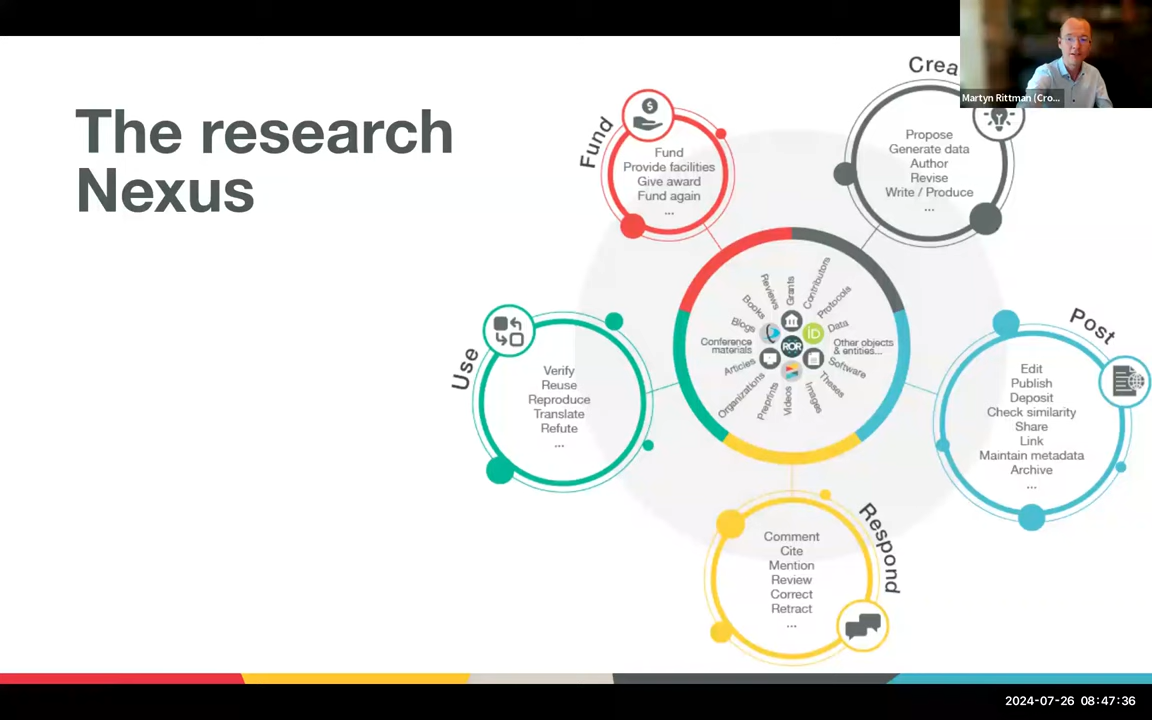 The research
Nexus
Fund
Fund
Provide facilities
Give award
Fund again
...
Crea
Propose
Generate data
Author
Revise
Write / Produce
...
Martyn Rittman (Cro...
Use
Verify
Reuse
Reproduce
Translate
Refute
...
Reviews
Grants
Contributors
Protocols
Data
Other objects
& entities...
Software
Theses
Images
Videos
Preprints
Organizations
Articles
Conference
materials
Blogs
Books
iD
ROR
Post
Edit
Publish
Deposit
Check similarity
Share
Link
Maintain metadata
Archive
...
Respond
Comment
Cite
Mention
Review
Correct
Retract
...
2024-07-26 08:47:36